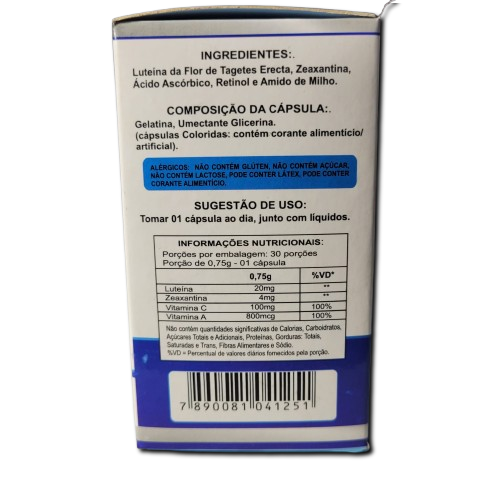 INGREDIENTES:.
Luteína da Flor de Tagetes Erecta, Zeaxantina,
Ácido Ascórbico, Retinol e Amido de Milho.
COMPOSIÇÃO DA CÁPSULA:.
Gelatina, Umectante Glicerina.
(cápsulas Coloridas: contém corante alimentício/
artificial).
ALÉRGICOS: NÃO CONTÉM GLÚTEN, NÃO CONTÉM AÇUCAR,
NÃO CONTÉM LACTOSE, PODE CONTER LÁTEX, PODE CONTER
CORANTE ALIMENTÍCIO.
SUGESTÃO DE USO:
Tomar 01 cápsula ao dia, junto com líquidos.
INFORMAÇÕES NUTRICIONAIS:
Porções por embalagem: 30 porções
Porção de 0,75g - 01 cápsula
0,75g %VD*
Luteína 20mg **
Zeaxantina 4mg **
Vitamina C 100mg 100%
Vitamina A 800mcg 100%
Não contém quantidades significativas de Calorias, Carboidratos,
Açúcares Totais e Adicionais, Proteínas, Gorduras: Totais,
Saturadas e Trans, Fibras Alimentares e Sódio.
%VD = Percentual de valores diários fornecidos pela porção.
7 890081 041251